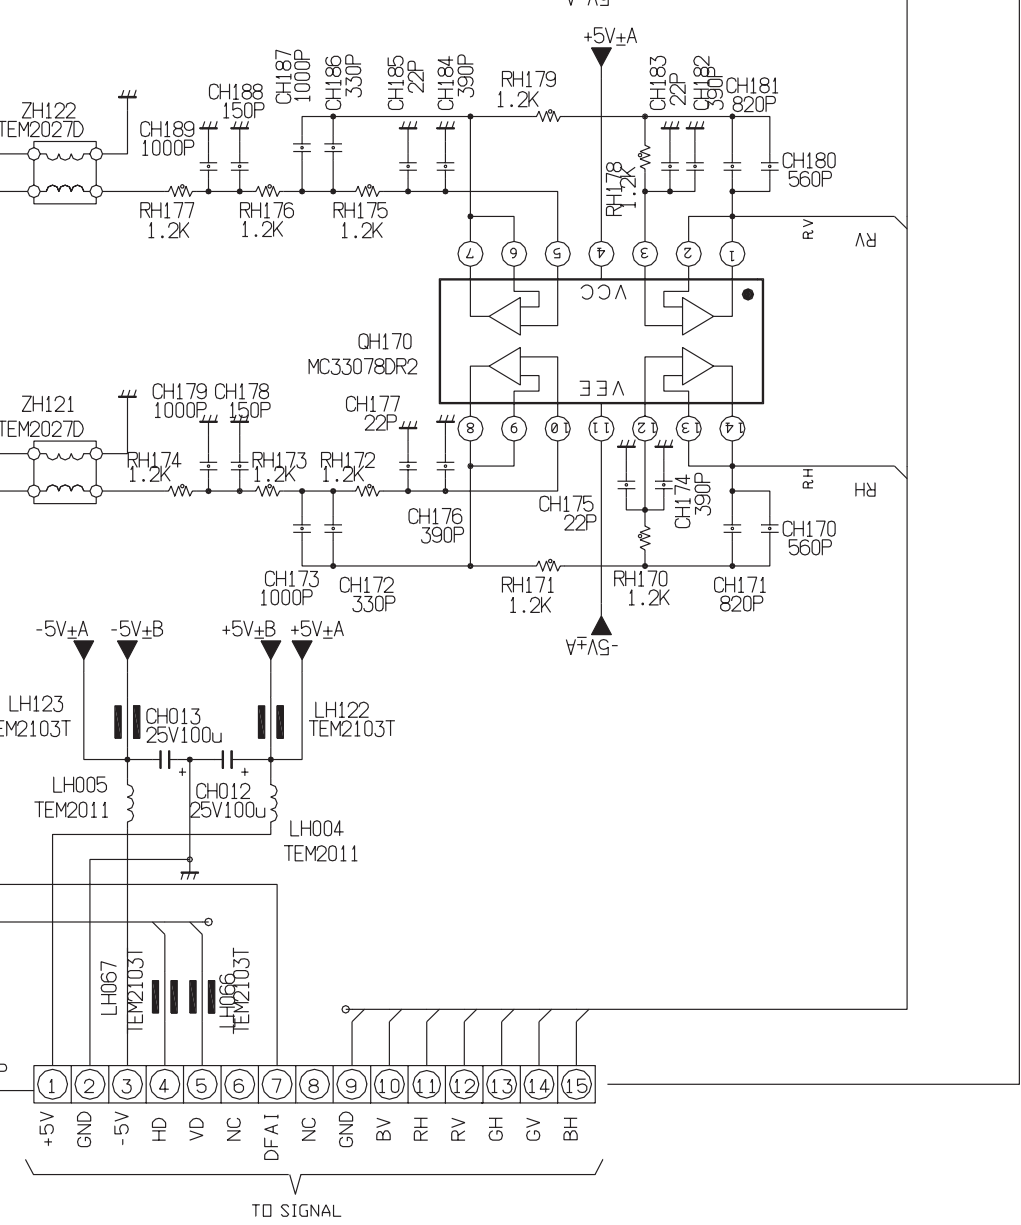 +5V±A
CH187
1000P
CH186
330P
CH185
22P
CH184
390P
RH179
1.2K
CH183
22P
CH182
390P
CH181
820P
ZH122
TEM2027D
CH188
150P
CH189
1000P
RH178
1.2K
CH180
560P
RH177
1.2K
RH176
1.2K
RH175
1.2K
RV
RV
7
6
5
4
3
2
1
VCC
QH170
MC33078DR2
VEE
ZH121
TEM2027D
CH179
1000P
CH178
150P
CH177
22P
8
9
10
11
12
13
14
RH174
1.2K
RH173
1.2K
RH172
1.2K
RH
RH
CH176
390P
CH175
22P
CH174
390P
CH170
560P
CH173
1000P
CH172
330P
RH171
1.2K
RH170
1.2K
CH171
820P
-5V±A
-5V±A
-5V±B
+5V±B
+5V±A
LH123
EM2103T
CH013
25V100u
LH122
TEM2103T
LH005
TEM2011
CH012
25V100u
LH004
TEM2011
LH067
TEM2103T
LH066
TEM2103T
1
2
3
4
5
6
7
8
9
10
11
12
13
14
15
+5V
GND
-5V
HD
VD
NC
DFAI
NC
GND
BV
RH
RV
GH
GV
BH
TO SIGNAL